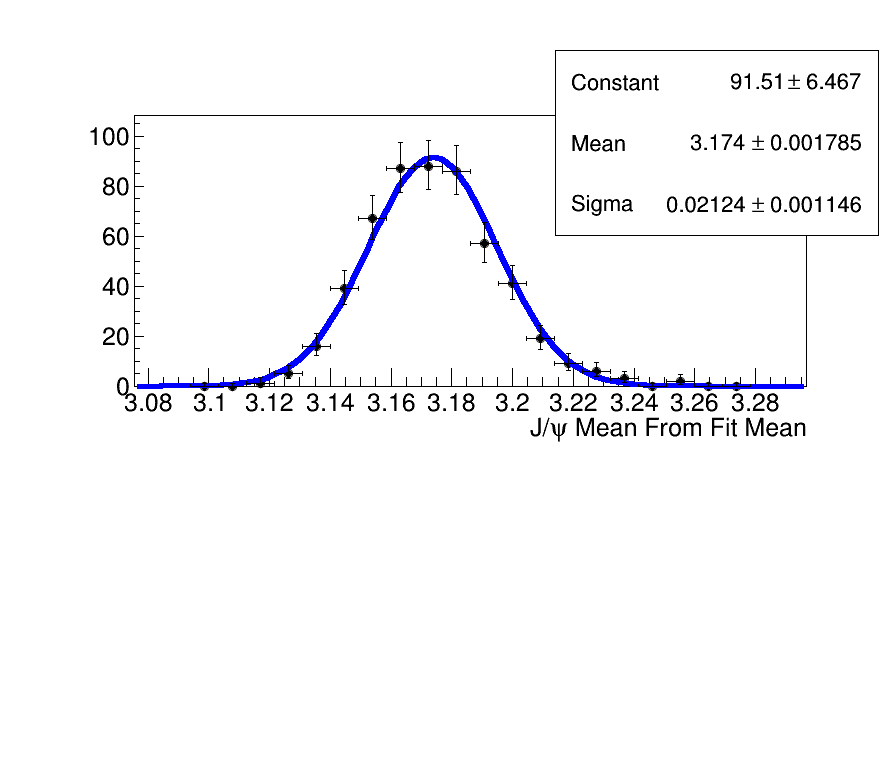 Constant 91.51 ± 6.467
Mean 3.174 ± 0.001785
Sigma 0.02124 ± 0.001146
100
80
60
40
20
0
3.08 3.1 3.12 3.14 3.16 3.18 3.2 3.22 3.24 3.26 3.28
J/ψ Mean From Fit Mean